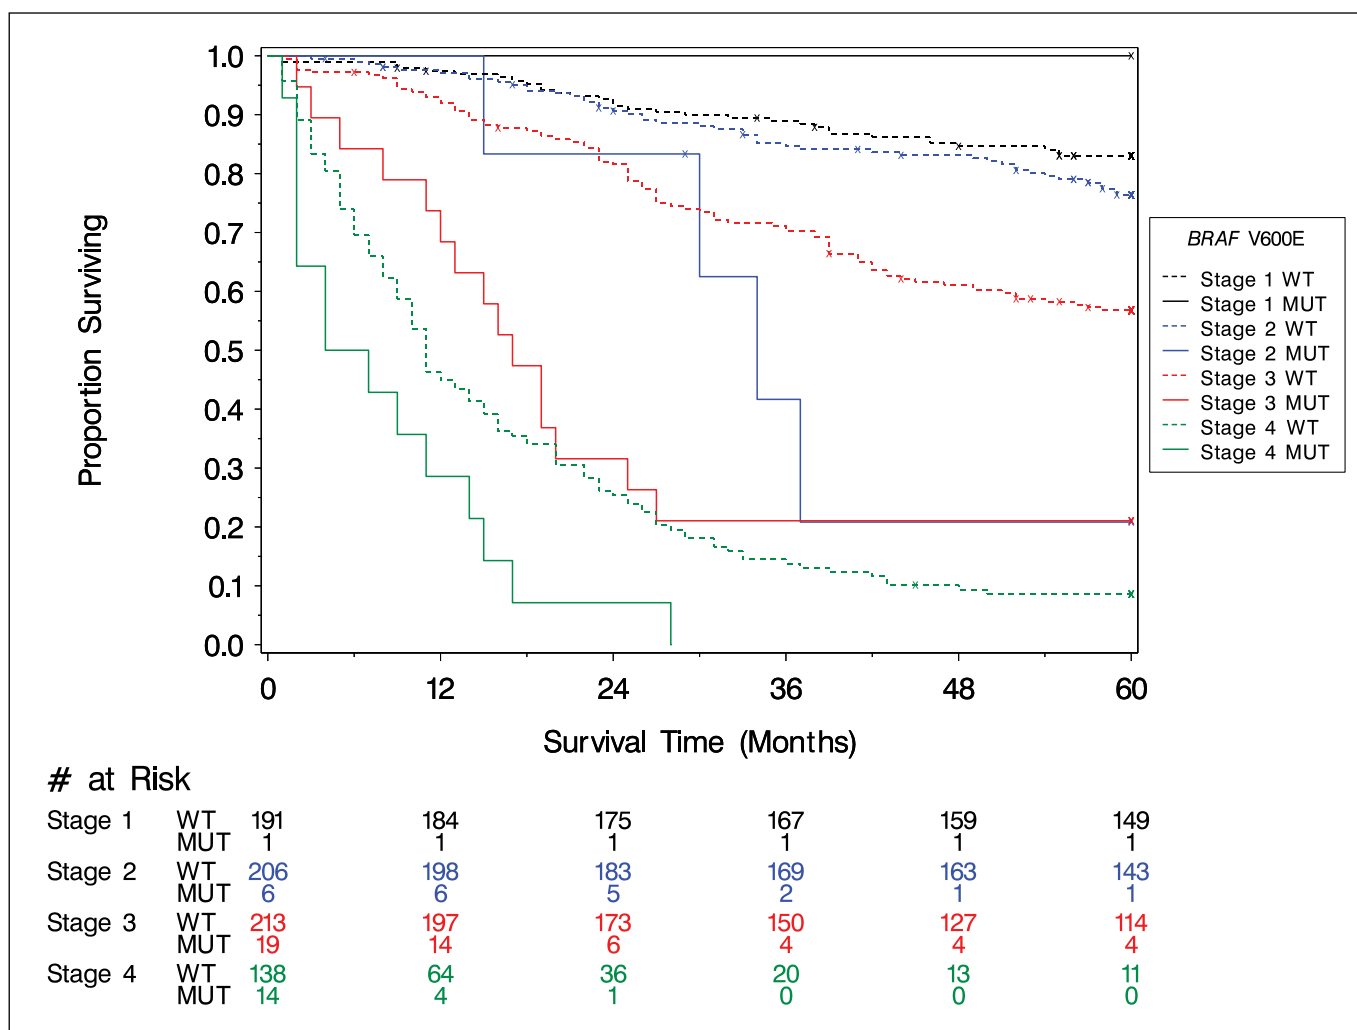 1.0
0.9
0.8
0.7
0.6
0.5
0.4
0.3
0.2
0.1
0.0
Proportion Surviving
0 12 24 36 48 60
Survival Time (Months)
BRAF V600E
Stage 1 WT
Stage 1 MUT
Stage 2 WT
Stage 2 MUT
Stage 3 WT
Stage 3 MUT
Stage 4 WT
Stage 4 MUT
# at Risk
Stage 1 WT 191 184 175 167 159 149
MUT 1 1 1 1 1 1
Stage 2 WT 206 198 183 169 163 143
MUT 6 6 5 2 1 1
Stage 3 WT 213 197 173 150 127 114
MUT 19 14 6 4 4 4
Stage 4 WT 138 64 36 20 13 11
MUT 14 4 1 0 0 0